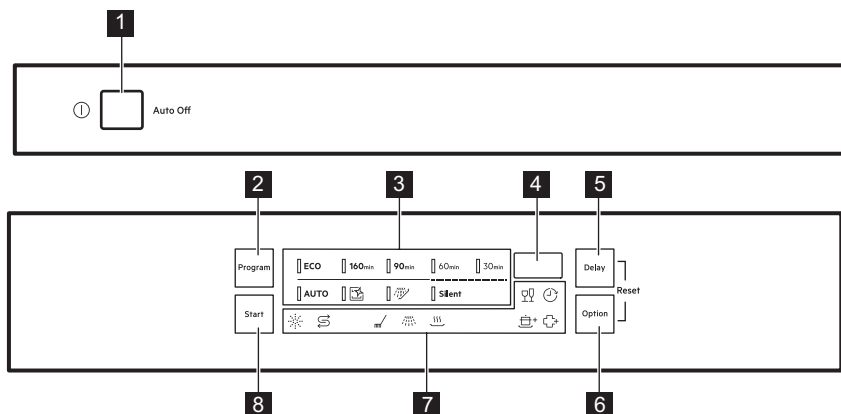 1
Auto Off
2 3 4 5
Program
ECO 160min 90min 60min 30min
Delay
AUTO Silent
Reset
Start
Option
8 7 6